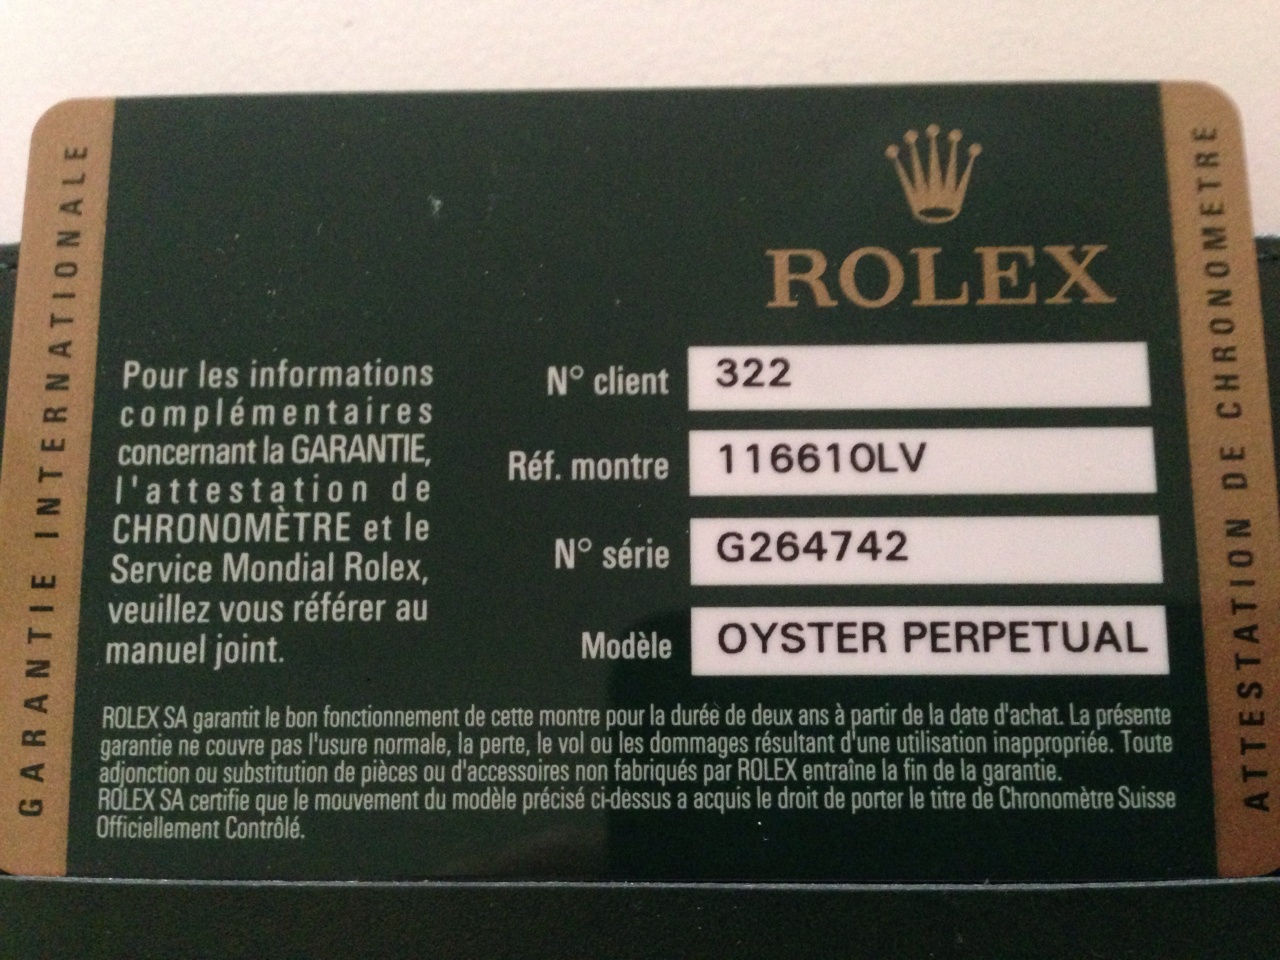 GARANTIE INTERNATIONALE
ROLEX
Pour les informations
complémentaires
concernant la GARANTIE,
l'attestation de
CHRONOMÈTRE et le
Service Mondial Rolex,
veuillez vous référer au
manuel joint.
N° client 322
Réf. montre 116610LV
N° série G264742
Modèle OYSTER PERPETUAL
ROLEX SA garantit le bon fonctionnement de cette montre pour la durée de deux ans à partir de la date d'achat. La présente
garantie ne couvre pas l'usure normale, la perte, le vol ou les dommages résultant d'une utilisation inappropriée. Toute
adjonction ou substitution de pièces ou d'accessoires non fabriqués par ROLEX entraîne la fin de la garantie.
ROLEX SA certifie que le mouvement du modèle précisé ci-dessus a acquis le droit de porter le titre de Chronomètre Suisse
Officiellement Contrôlé.
ATTESTATION DE CHRONOMETRE